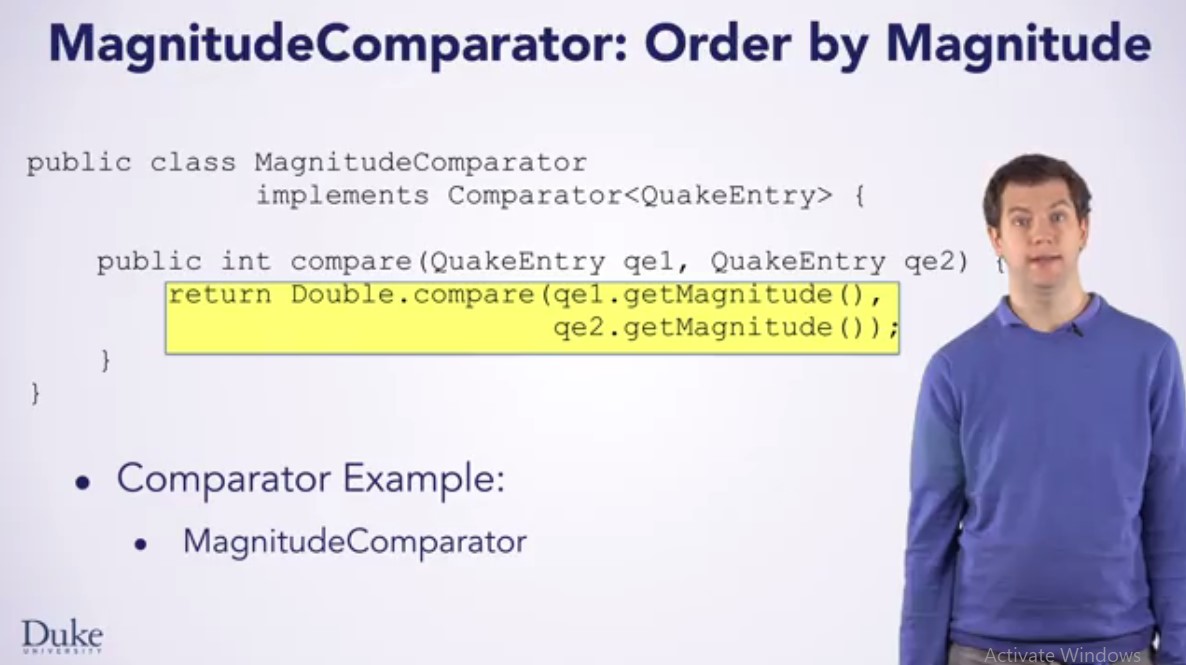 MagnitudeComparator: Order by Magnitude
public class MagnitudeComparator
implements Comparator<QuakeEntry> {
public int compare(QuakeEntry qe1, QuakeEntry qe2) {
return Double.compare(qe1.getMagnitude(),
qe2.getMagnitude());
}
}
• Comparator Example:
• MagnitudeComparator
Duke
UNIVERSITY
Activate Windows